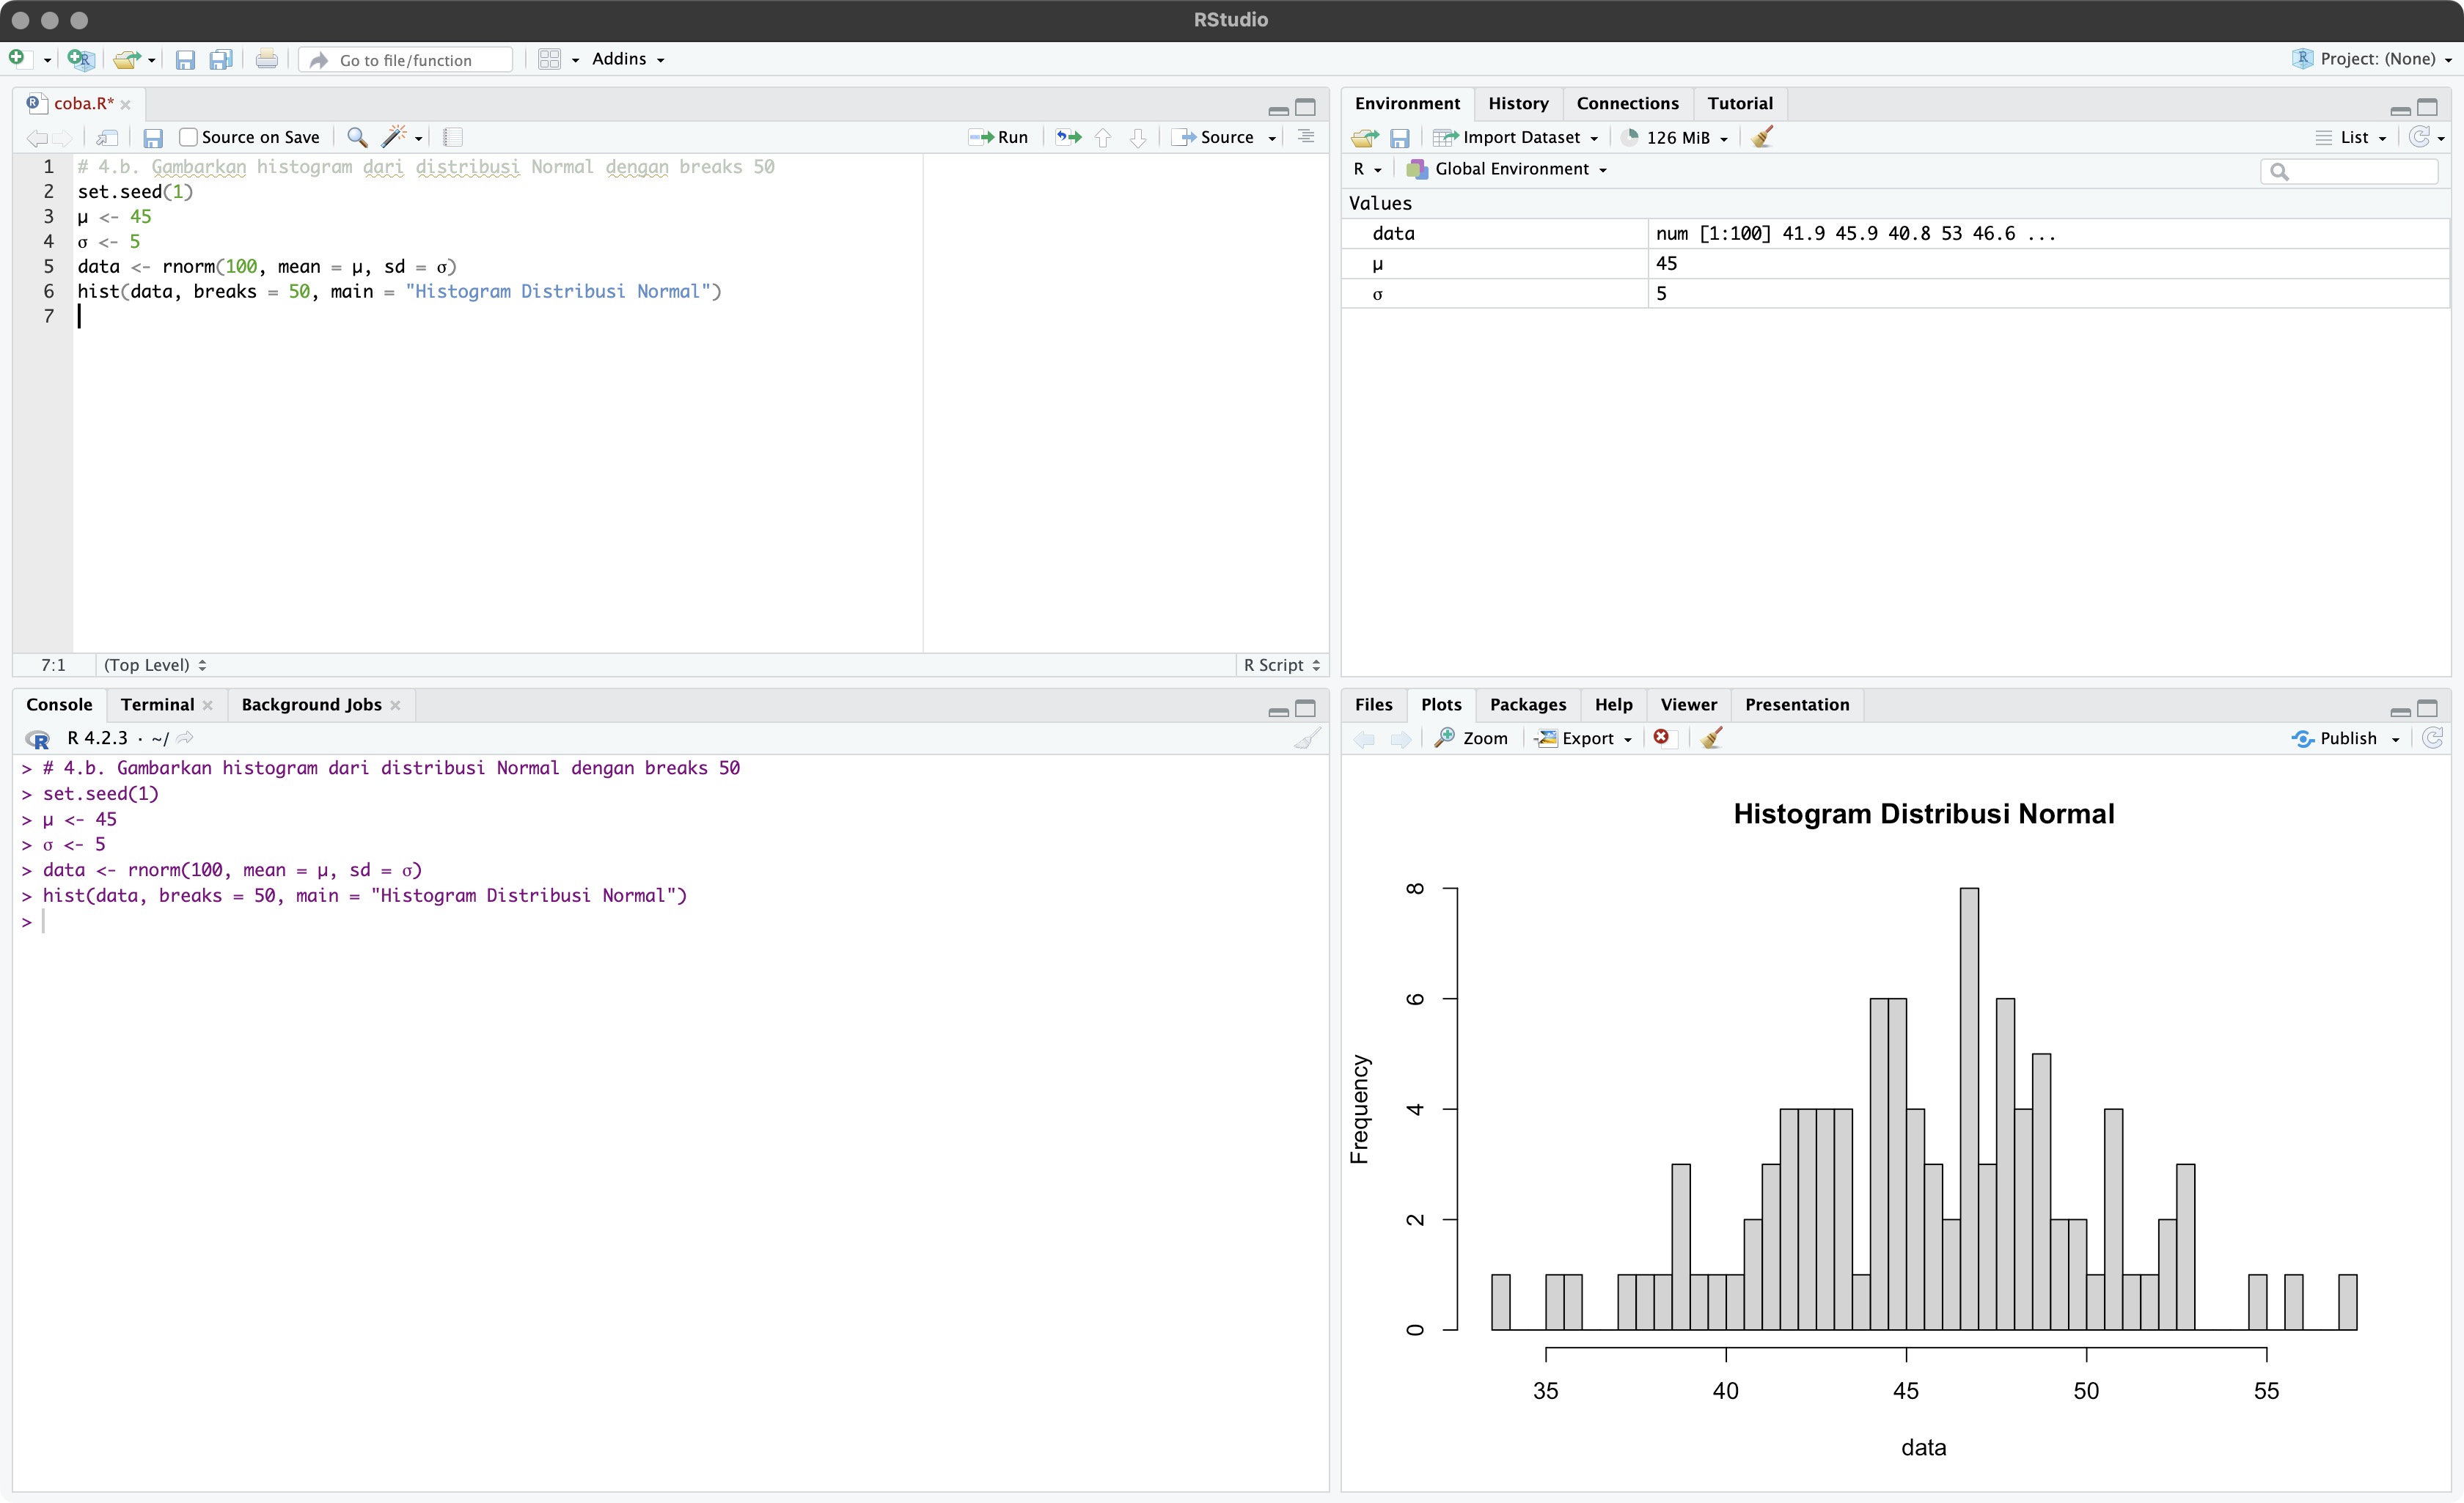 RStudio
Go to file/function
Addins
Project: (None)
coba.R*
Source on Save
Run
Source
1 # 4.b. Gambarkan histogram dari distribusi Normal dengan breaks 50
2 set.seed(1)
3 μ <- 45
4 σ <- 5
5 data <- rnorm(100, mean = μ, sd = σ)
6 hist(data, breaks = 50, main = "Histogram Distribusi Normal")
7
7:1 (Top Level) R Script
Environment History Connections Tutorial
Import Dataset 126 MiB List
R Global Environment
Values
data num [1:100] 41.9 45.9 40.8 53 46.6 ...
μ 45
σ 5
Console Terminal Background Jobs
R 4.2.3 · ~/
> # 4.b. Gambarkan histogram dari distribusi Normal dengan breaks 50
> set.seed(1)
> μ <- 45
> σ <- 5
> data <- rnorm(100, mean = μ, sd = σ)
> hist(data, breaks = 50, main = "Histogram Distribusi Normal")
>
Files Plots Packages Help Viewer Presentation
Zoom Export Publish
Histogram Distribusi Normal
Frequency
8
6
4
2
0
35 40 45 50 55
data